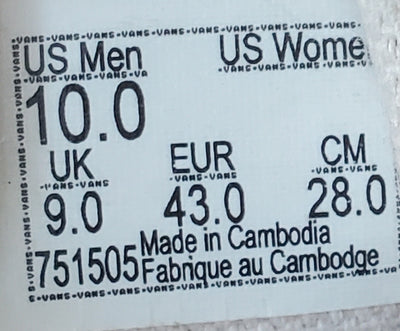 US Men US Wome
10.0
UK EUR CM
9.0 43.0 28.0
Made in Cambodia
751505 Fabrique au Cambodge